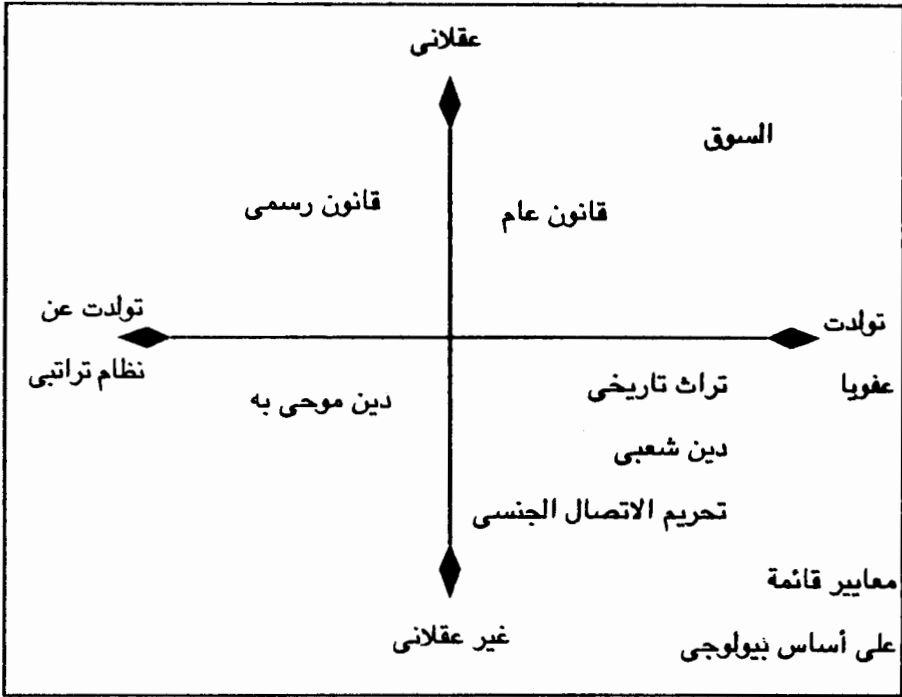 عقلانى
السوق
قانون عام
قانون رسمى
تولدت
عفويا
تولدت عن
نظام تراتبى
تراث تاريخى
دين شعبى
تحريم الاتصال الجنسى
دين موحى به
معايير قائمة
على أساس بيولوجى
غير عقلانى